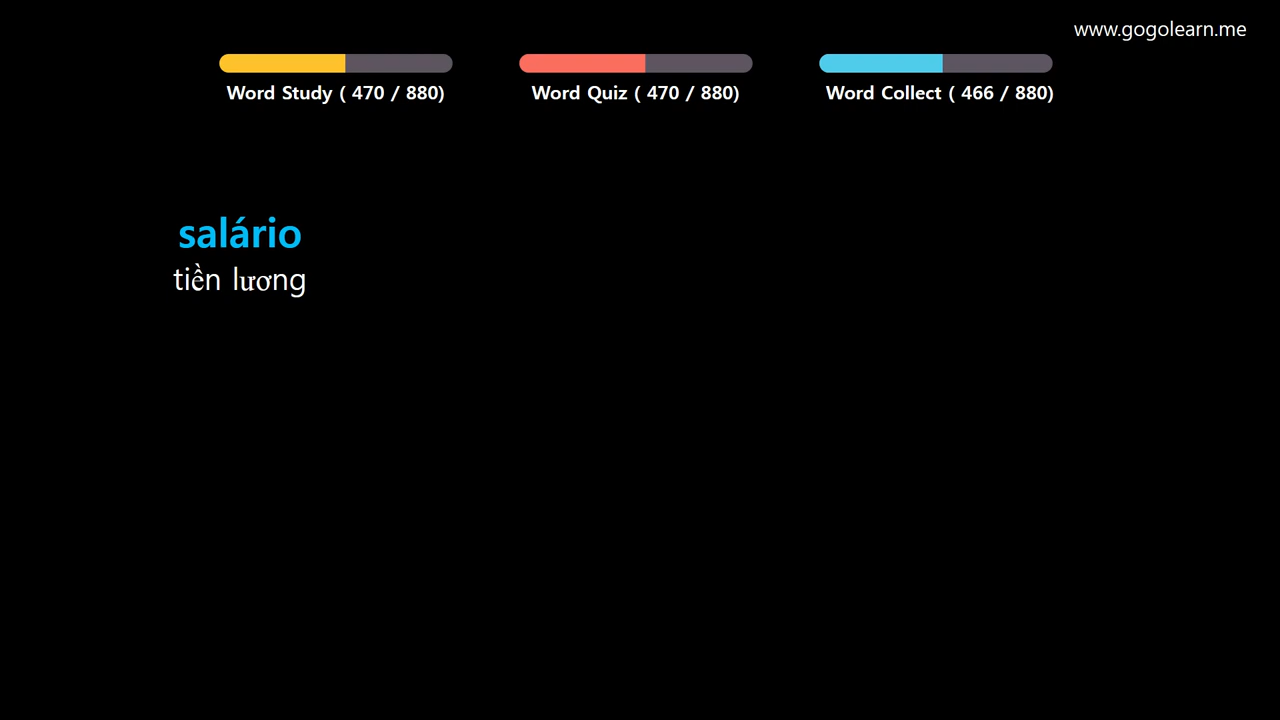 www.gogolearn.me
Word Study ( 470 / 880)
Word Quiz ( 470 / 880)
Word Collect ( 466 / 880)
salário
tiền lương